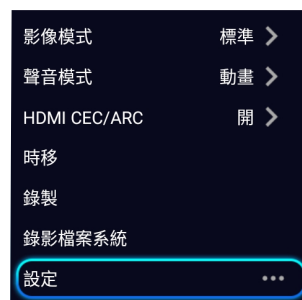 影像模式 標準
聲音模式 動畫
HDMI CEC/ARC 開
時移
錄製
錄影檔案系統
設定